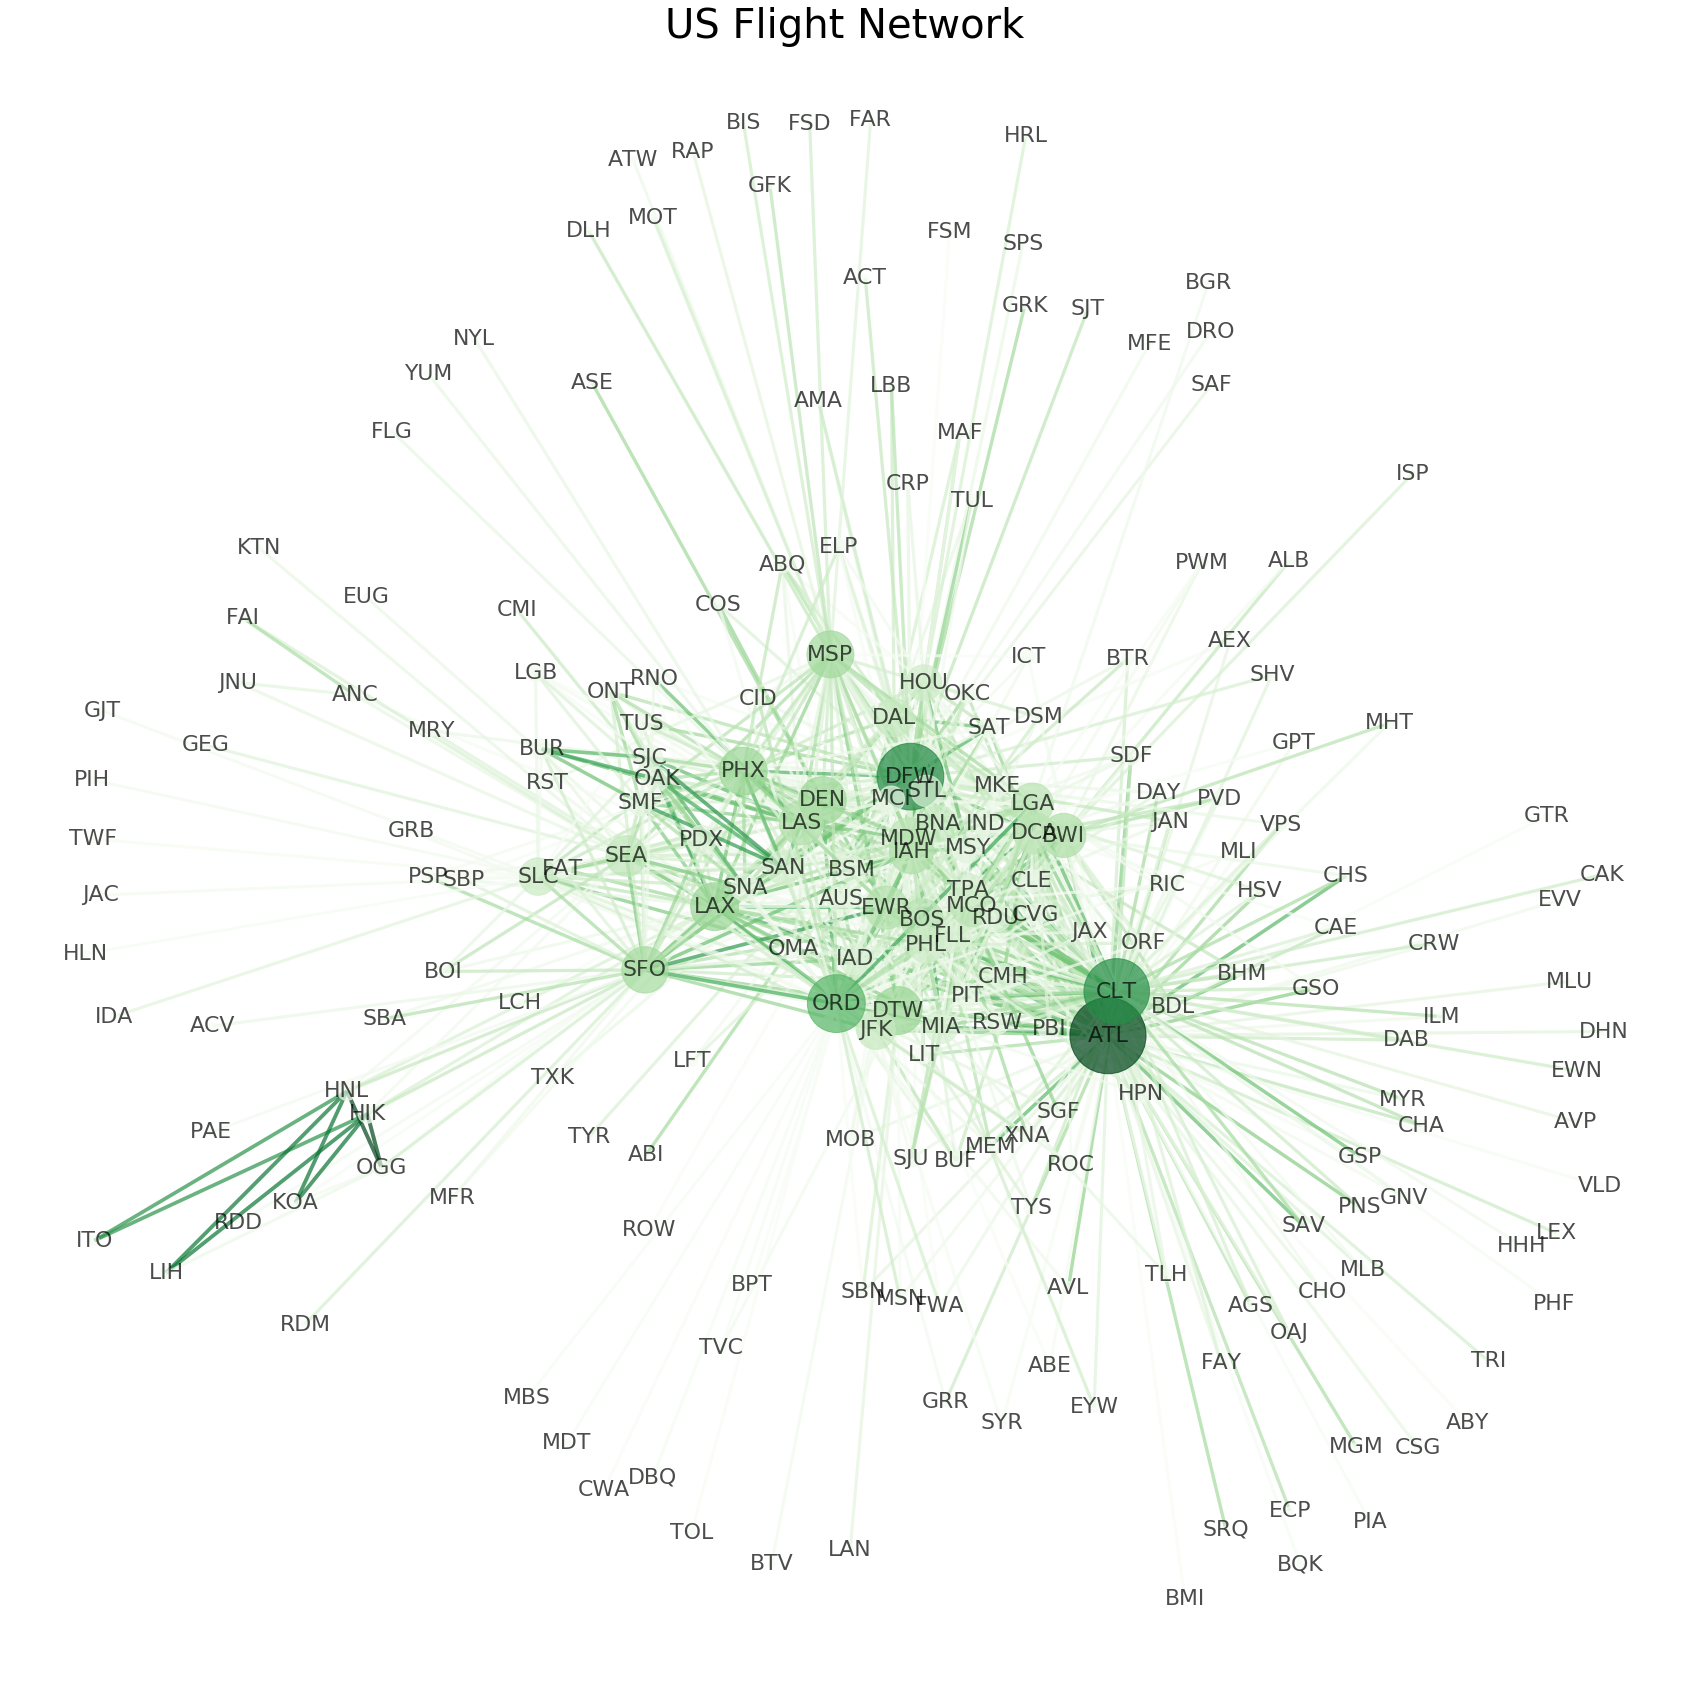 US Flight Network
BIS
FSD
FAR
HRL
ATW
RAP
GFK
MOT
DLH
FSM
SPS
ACT
BGR
GRK
SJT
DRO
NYL
MFE
YUM
ASE
LBB
SAF
AMA
FLG
MAF
ISP
CRP
TUL
KTN
ELP
ABQ
PWM
ALB
EUG
COS
CMI
FAI
AEX
MSP
ICT
BTR
LGB
RNO
SHV
JNU
HOU
ANC
ONT
CID
OKC
GJT
DAL
DSM
TUS
SAT
MHT
MRY
GEG
BUR
GPT
SJC
SDF
PIH
RST
OAK
PHX
DFW
MKE
STL
SMF
DEN
MCI
LGA
DAY
PVD
GTR
TWF
GRB
LAS
BNA
IND
JAN
VPS
PDX
MDW
DCA
BWI
SEA
IAH
MSY
MLI
JAC
PSP
SBP
SLC
FAT
SAN
BSM
SNA
TPA
CLE
RIC
HSV
CHS
CAK
LAX
AUS
EWR
MCO
EVV
BOS
RDU
CVG
CAE
HLN
OMA
PHL
FLL
JAX
ORF
CRW
IAD
BOI
SFO
CMH
BHM
MLU
IDA
ACV
SBA
LCH
ORD
DTW
PIT
CLT
BDL
GSO
ILM
JFK
MIA
RSW
PBI
ATL
DAB
DHN
LFT
LIT
HNL
TXK
HPN
EWN
HIK
PAE
TYR
MOB
SGF
MYR
CHA
AVP
OGG
ABI
SJU
BUF
MEM
XNA
ROC
GSP
KOA
MFR
VLD
RDD
ROW
TYS
PNS
GNV
SAV
LEX
ITO
HHH
LIH
BPT
SBN
MSN
FWA
AVL
TLH
MLB
CHO
AGS
PHF
RDM
TVC
OAJ
ABE
FAY
TRI
MBS
GRR
SYR
EYW
ABY
MDT
MGM
CSG
CWA
DBQ
TOL
SRQ
ECP
PIA
BTV
LAN
BQK
BMI